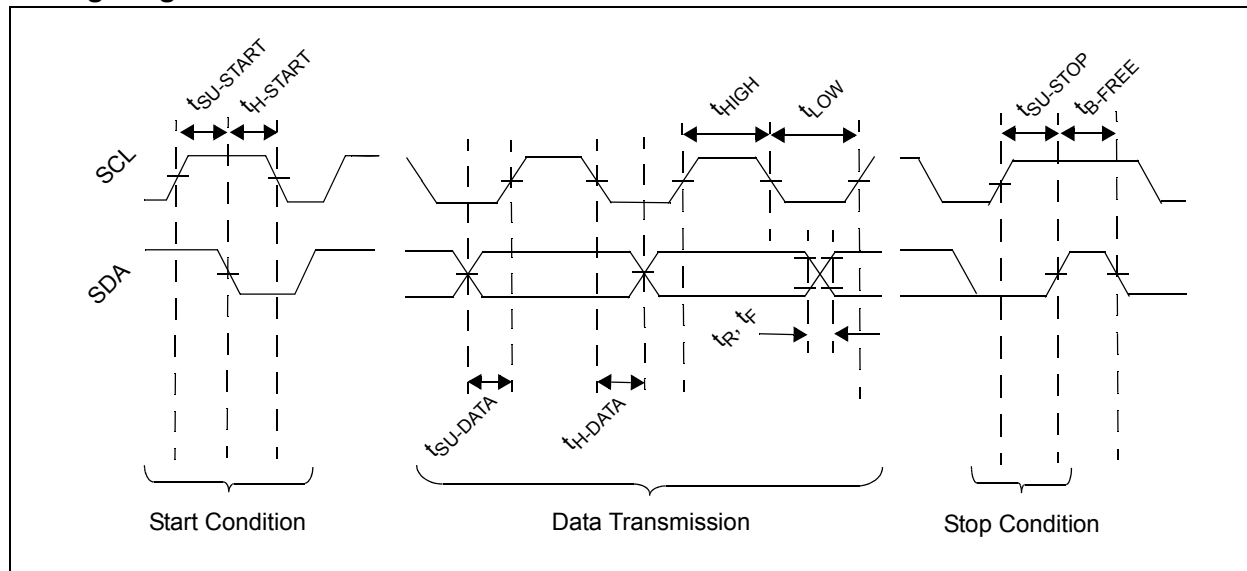 tSU-START
tH-START
tHIGH
tLOW
tSU-STOP
tB-FREE
SCL
SDA
tR, tF
tSU-DATA
tH-DATA
Start Condition
Data Transmission
Stop Condition